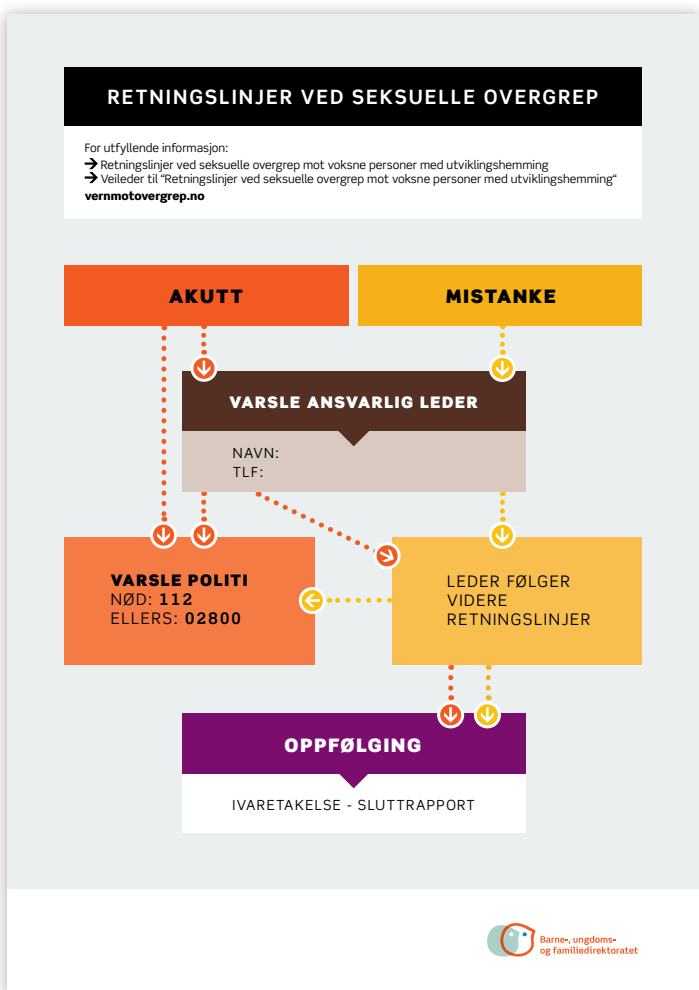 RETNINGSLINJER VED SEKSUELLE OVERGREP
For utfyllende informasjon:
→ Retningslinjer ved seksuelle overgrep mot voksne personer med utviklingshemming
→ Veileder til “Retningslinjer ved seksuelle overgrep mot voksne personer med utviklingshemming“
vernmotovergrep.no
AKUTT
MISTANKE
VARSLE ANSVARLIG LEDER
NAVN:
TLF:
VARSLE POLITI
NØD: 112
ELLERS: 02800
LEDER FØLGER
VIDERE
RETNINGSLINJER
OPPFØLGING
IVARETAKELSE - SLUTTRAPPORT
Barne-, ungdoms-
og familiedirektoratet